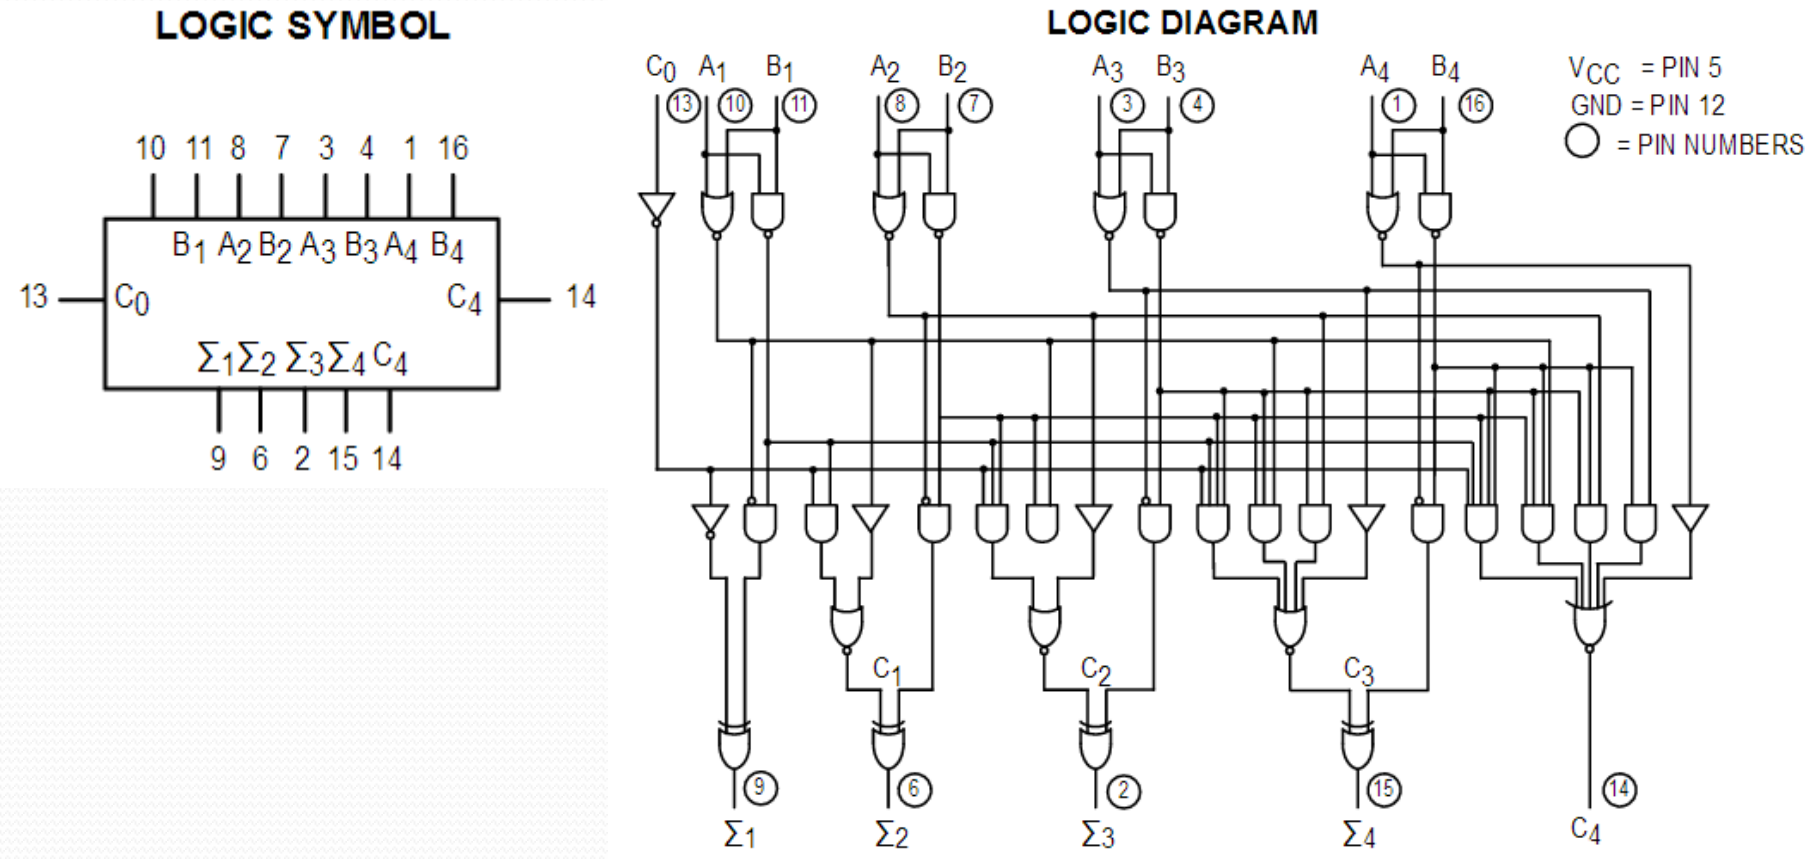 LOGIC SYMBOL
10 11 8 7 3 4 1 16
B1 A2 B2 A3 B3 A4 B4
13 C0 C4 14
Σ1 Σ2 Σ3 Σ4 C4
9 6 2 15 14
LOGIC DIAGRAM
C0 A1 B1 A2 B2 A3 B3 A4 B4
13 10 11 8 7 3 4 1 16
VCC = PIN 5
GND = PIN 12
= PIN NUMBERS
C1 C2 C3
9 6 2 15 14
Σ1 Σ2 Σ3 Σ4 C4